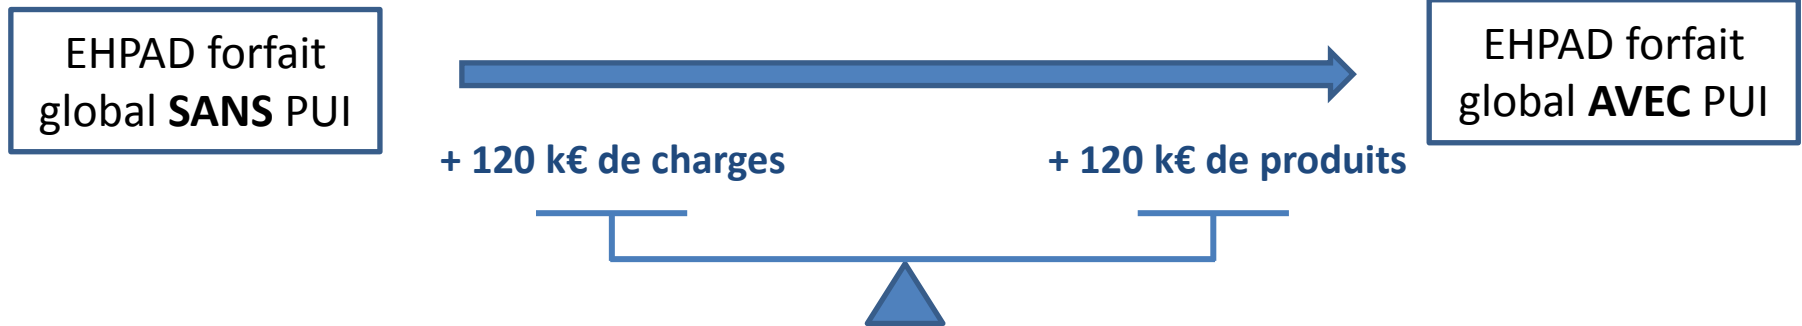 EHPAD forfait
global SANS PUI
EHPAD forfait
global AVEC PUI
+ 120 k€ de charges
+ 120 k€ de produits